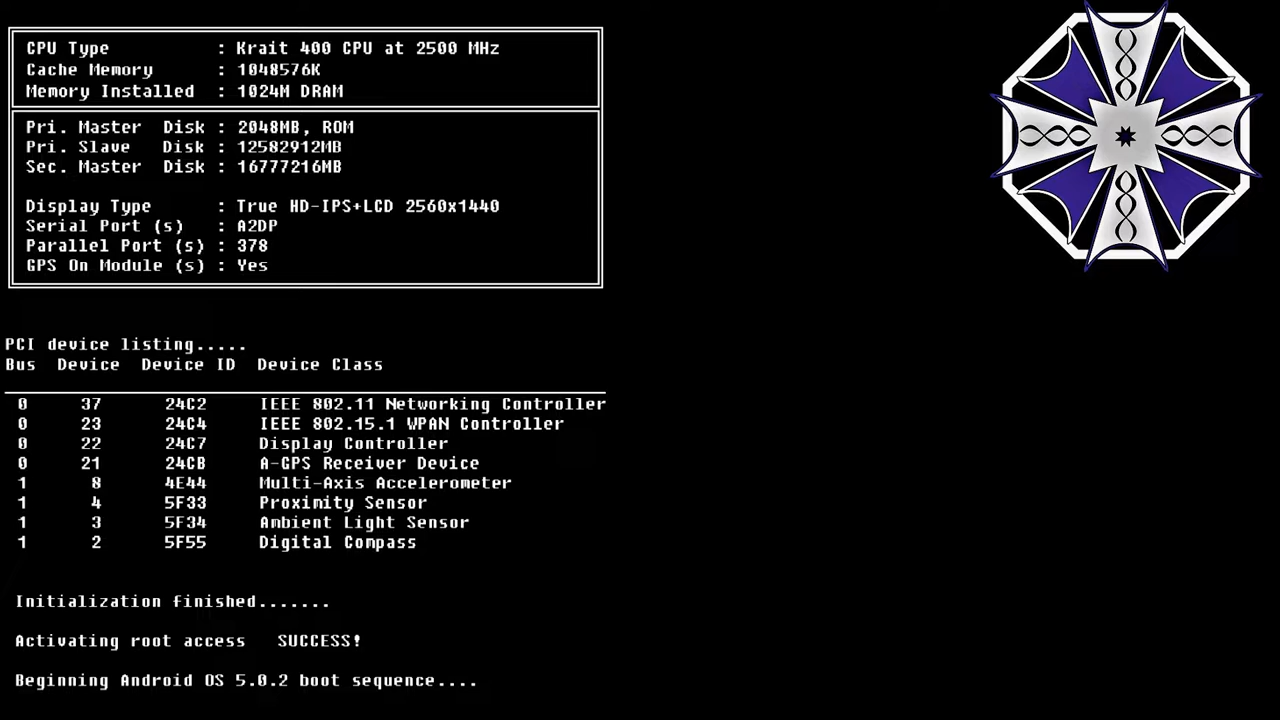 CPU Type : Krait 400 CPU at 2500 MHz
Cache Memory : 1048576K
Memory Installed : 1024M DRAM
Pri. Master Disk : 2048MB, ROM
Pri. Slave Disk : 12582912MB
Sec. Master Disk : 16777216MB
Display Type : True HD-IPS+LCD 2560x1440
Serial Port (s) : A2DP
Parallel Port (s) : 378
GPS On Module (s) : Yes
PCI device listing.....
Bus Device Device ID Device Class
0 37 24C2 IEEE 802.11 Networking Controller
0 23 24C4 IEEE 802.15.1 WPAN Controller
0 22 24C7 Display Controller
0 21 24CB A-GPS Receiver Device
1 8 4E44 Multi-Axis Accelerometer
1 4 5F33 Proximity Sensor
1 3 5F34 Ambient Light Sensor
1 2 5F55 Digital Compass
Initialization finished.......
Activating root access SUCCESS!
Beginning Android OS 5.0.2 boot sequence....